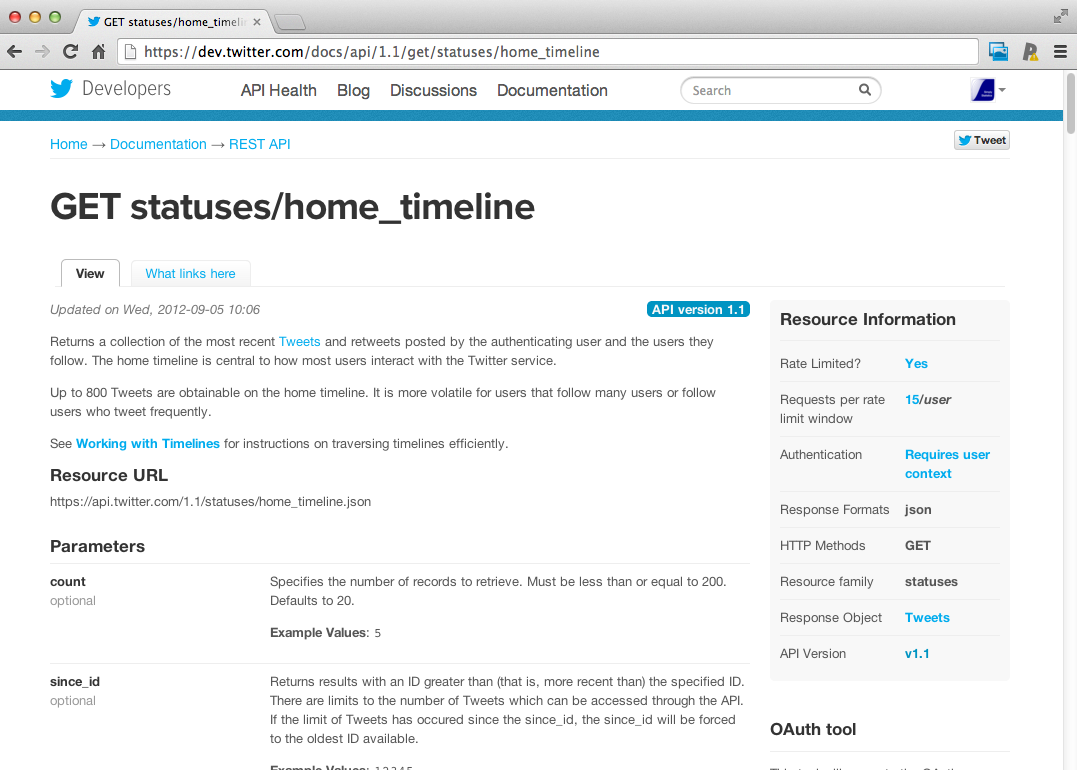 GET statuses/home_timelin
https://dev.twitter.com/docs/api/1.1/get/statuses/home_timeline
Developers
API Health Blog Discussions Documentation
Search
Home → Documentation → REST API
Tweet
GET statuses/home_timeline
View
What links here
Updated on Wed, 2012-09-05 10:06
API version 1.1
Returns a collection of the most recent Tweets and retweets posted by the authenticating user and the users they
follow. The home timeline is central to how most users interact with the Twitter service.
Up to 800 Tweets are obtainable on the home timeline. It is more volatile for users that follow many users or follow
users who tweet frequently.
See Working with Timelines for instructions on traversing timelines efficiently.
Resource URL
https://api.twitter.com/1.1/statuses/home_timeline.json
Parameters
count
optional
Specifies the number of records to retrieve. Must be less than or equal to 200.
Defaults to 20.
Example Values: 5
since_id
optional
Returns results with an ID greater than (that is, more recent than) the specified ID.
There are limits to the number of Tweets which can be accessed through the API.
If the limit of Tweets has occured since the since_id, the since_id will be forced
to the oldest ID available.
Example Values: 12345
Resource Information
Rate Limited? Yes
Requests per rate
limit window
15/user
Authentication
Requires user
context
Response Formats json
HTTP Methods GET
Resource family statuses
Response Object Tweets
API Version v1.1
OAuth tool